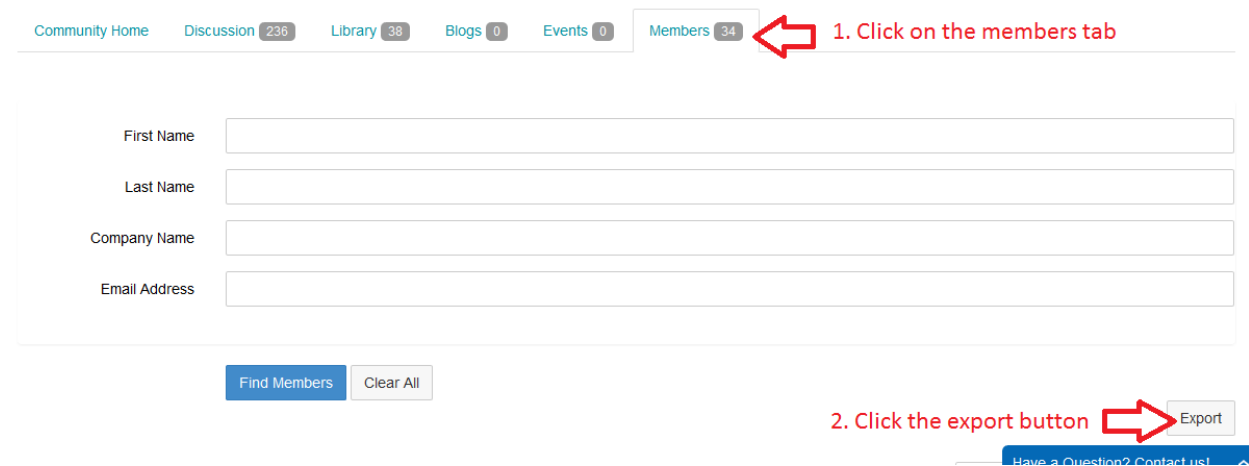 Community Home Discussion 236 Library 38 Blogs 0 Events 0 Members 34 1. Click on the members tab
First Name
Last Name
Company Name
Email Address
Find Members Clear All
2. Click the export button Export
Have a Question? Contact us!